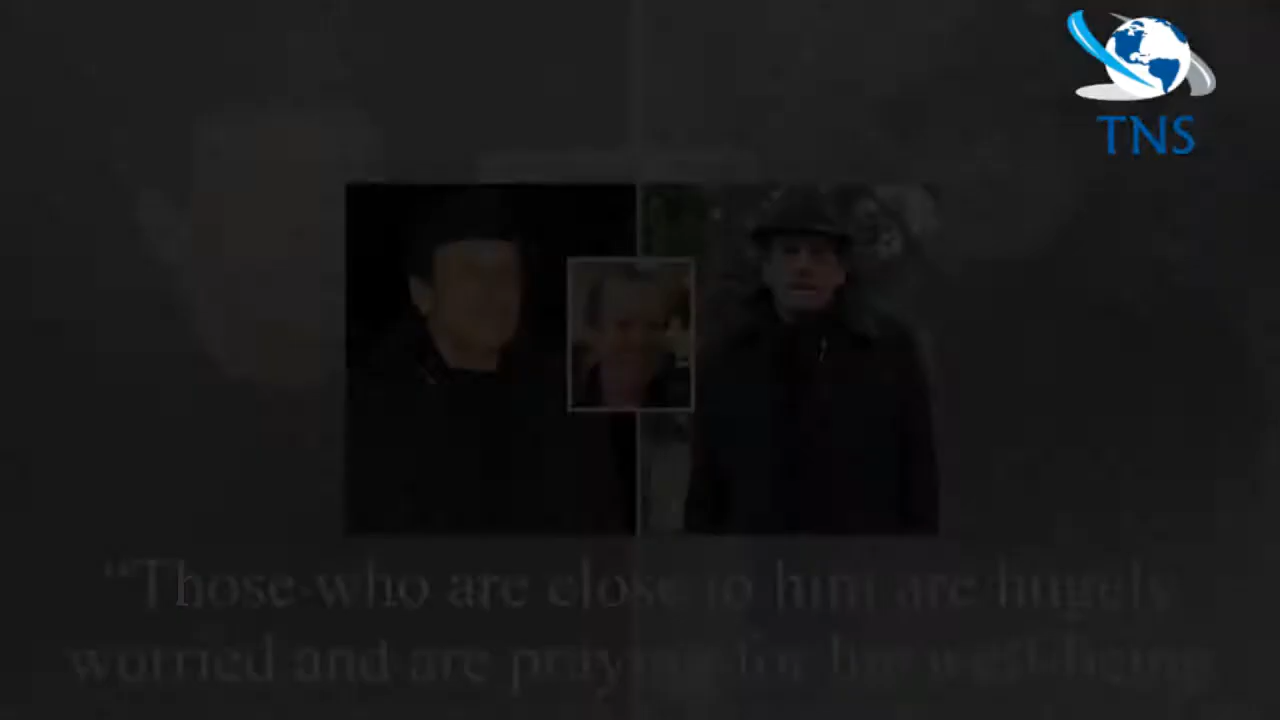 TNS
“Those who are close to him are hugely
worried and are praying for his well-being